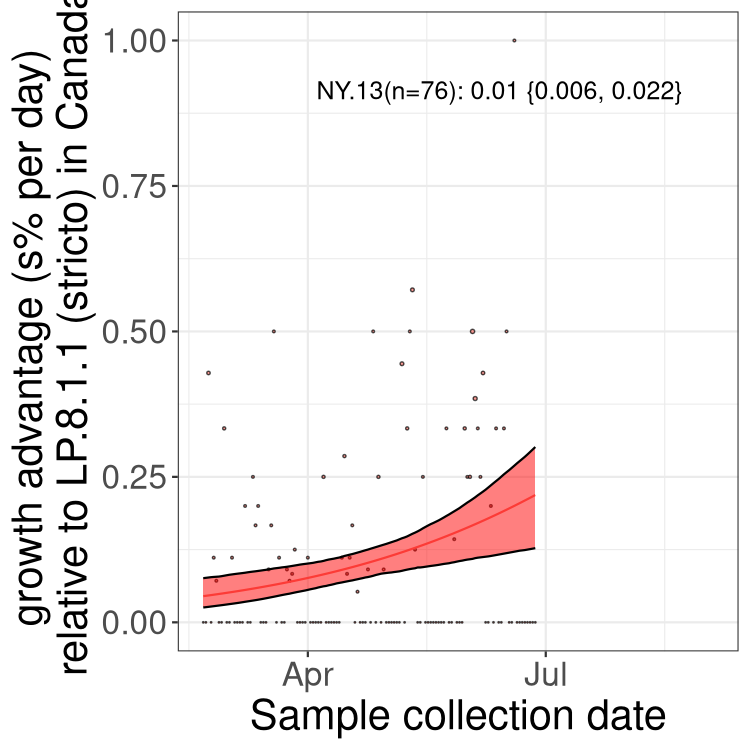 growth advantage (s% per day)
relative to LP.8.1.1 (stricto) in Canada
1.00
0.75
0.50
0.25
0.00
NY.13(n=76): 0.01 {0.006, 0.022}
Apr
Jul
Sample collection date